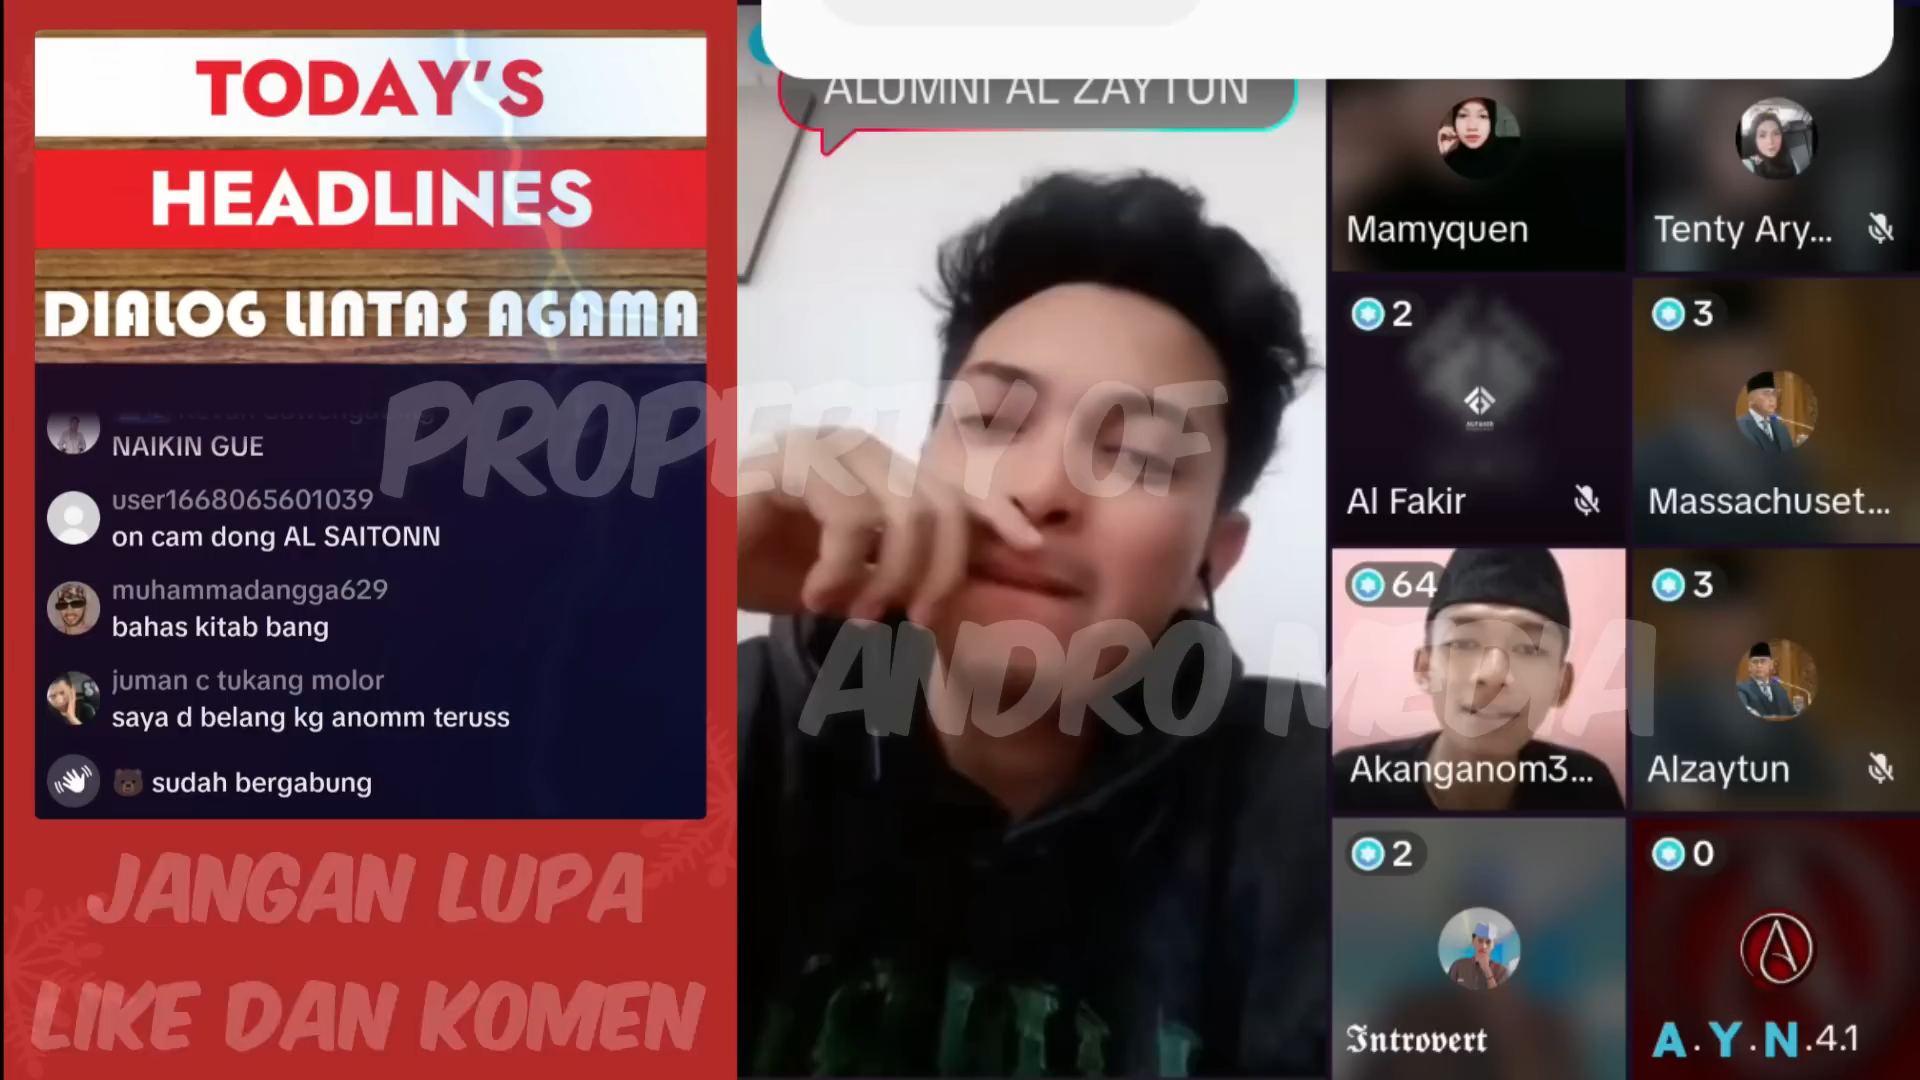 TODAY'S
HEADLINES
DIALOG LINTAS AGAMA
NAIKIN GUE
user1668065601039
on cam dong AL SAITONN
muhammadangga629
bahas kitab bang
juman c tukang molor
saya d belang kg anomm teruss
sudah bergabung
JANGAN LUPA
LIKE DAN KOMEN
PROPERTY OF
ANDRO MEDIA
ALUMNI AL ZAYTUN
Mamyquen
Tenty Ary...
2
Al Fakir
3
Massachuset...
64
Akanganom3...
3
Alzaytun
2
Introvert
0
A.Y.N.41